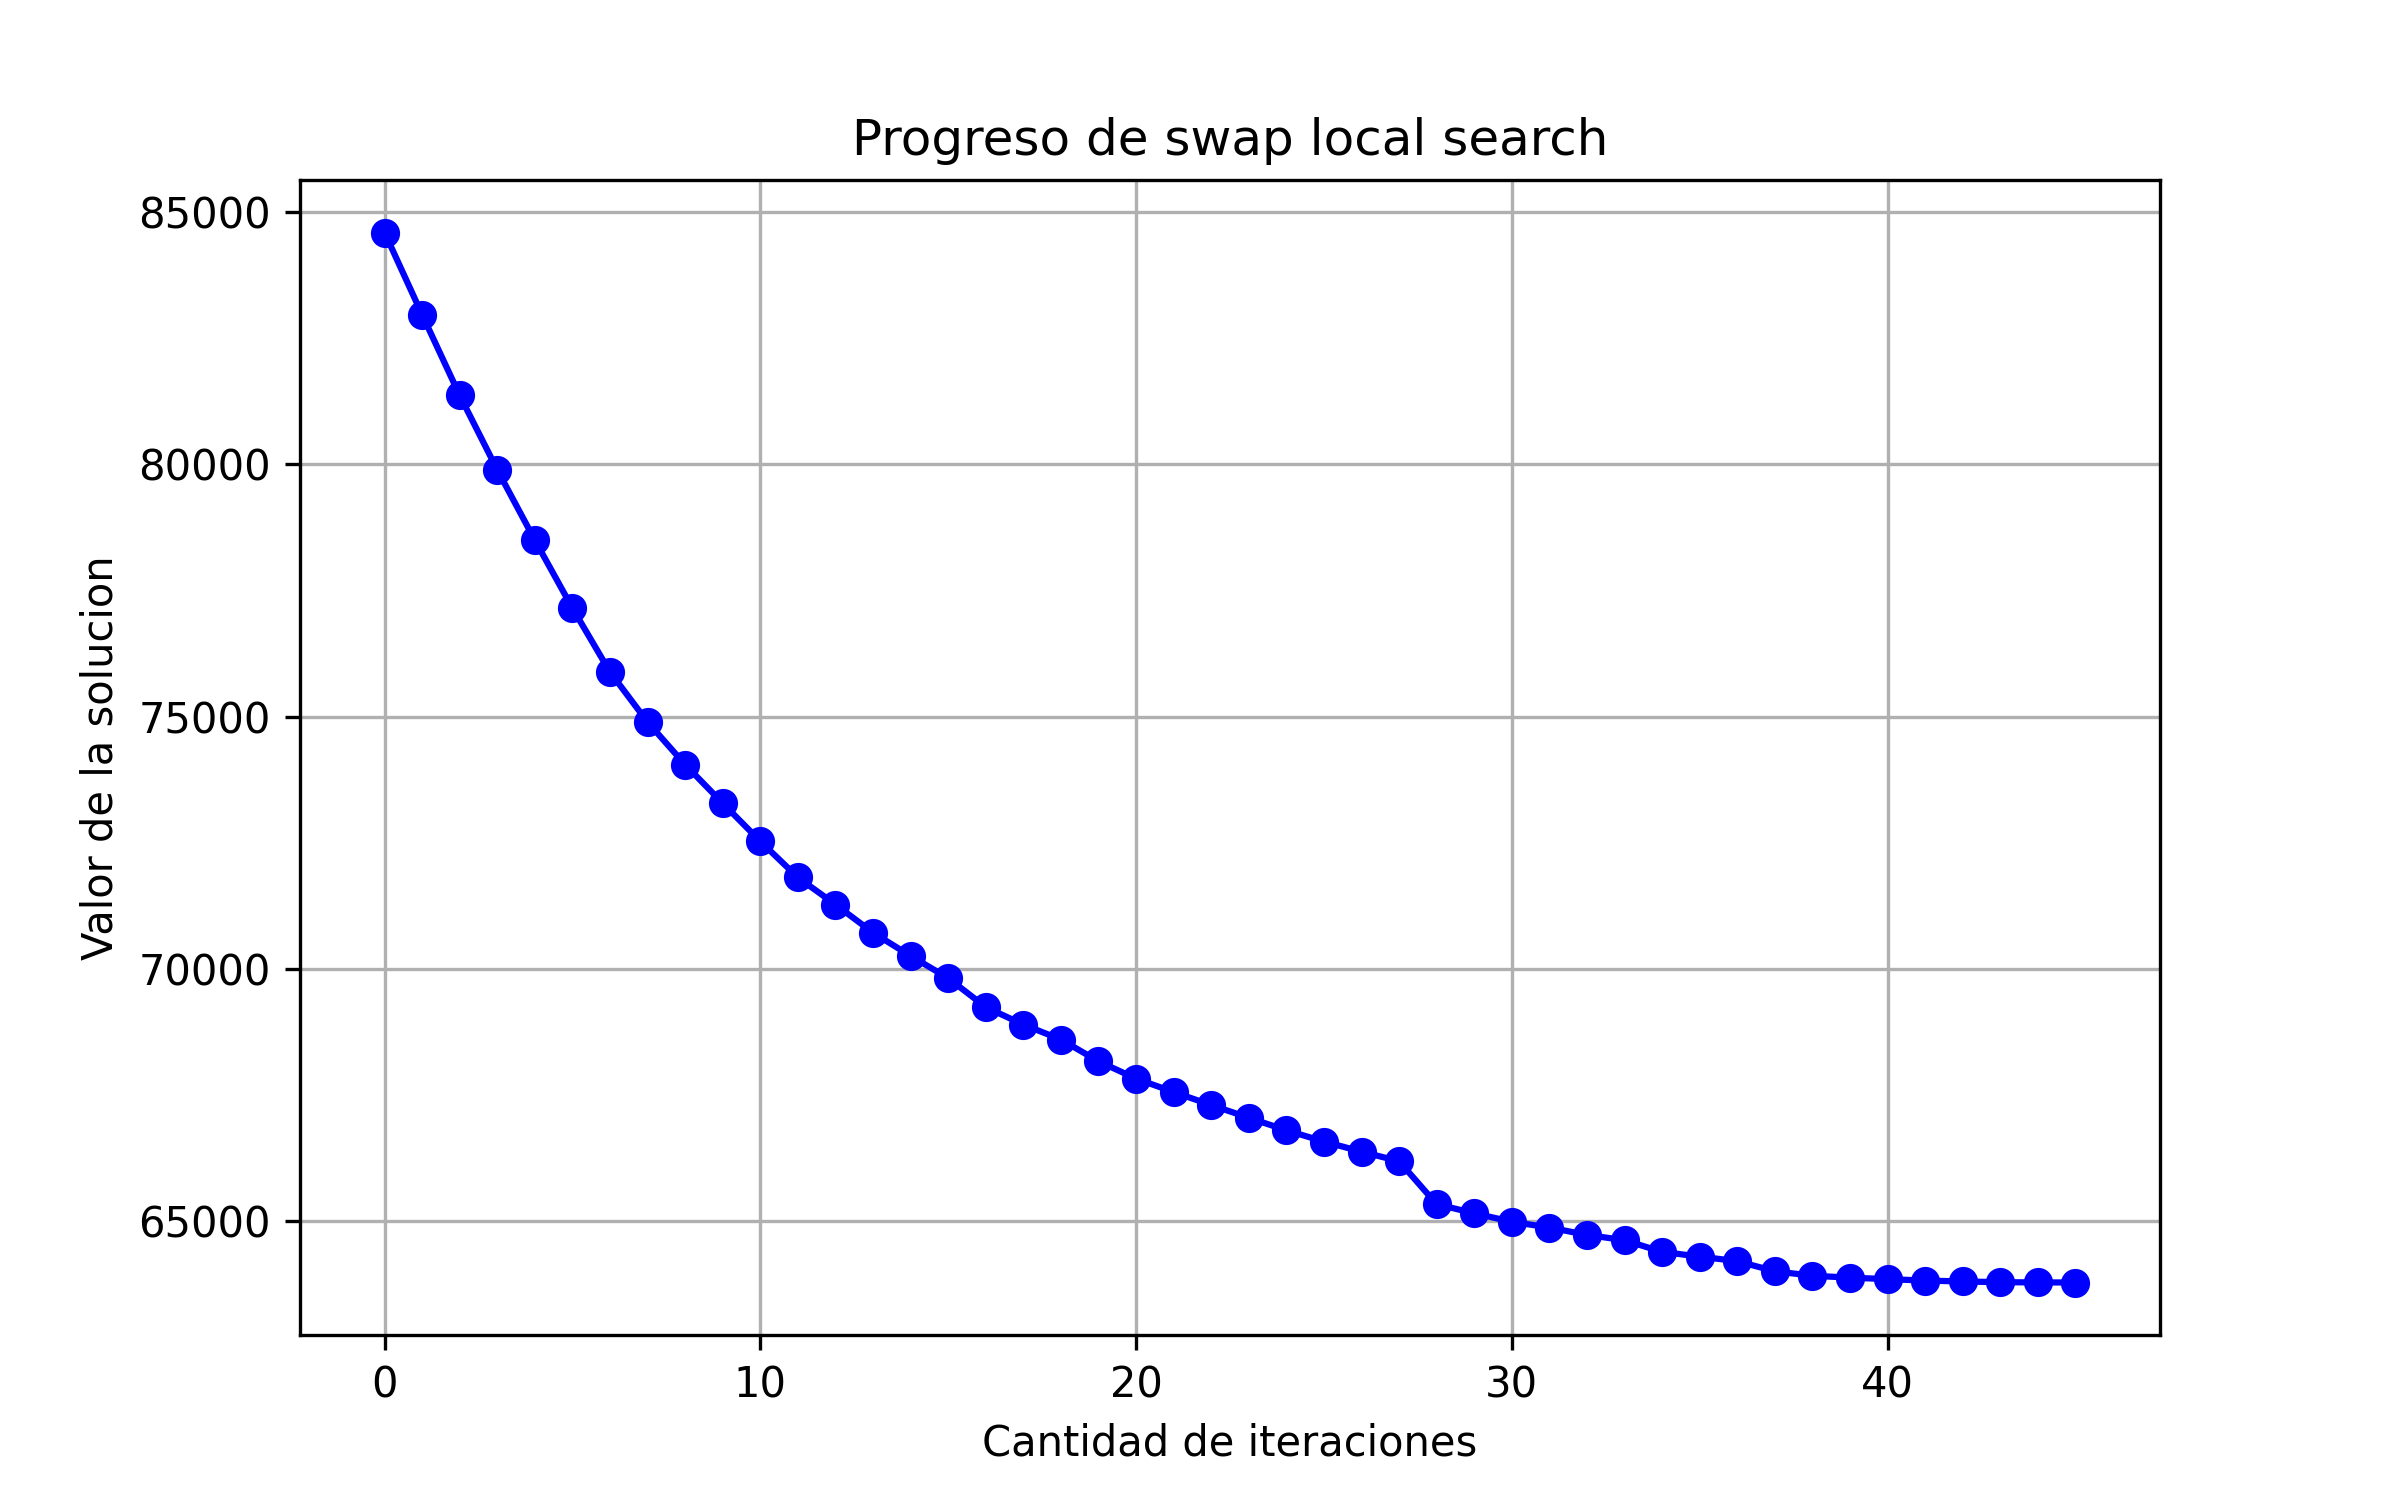 Progreso de swap local search
85000
80000
75000
70000
65000
Valor de la solucion
0 10 20 30 40
Cantidad de iteraciones